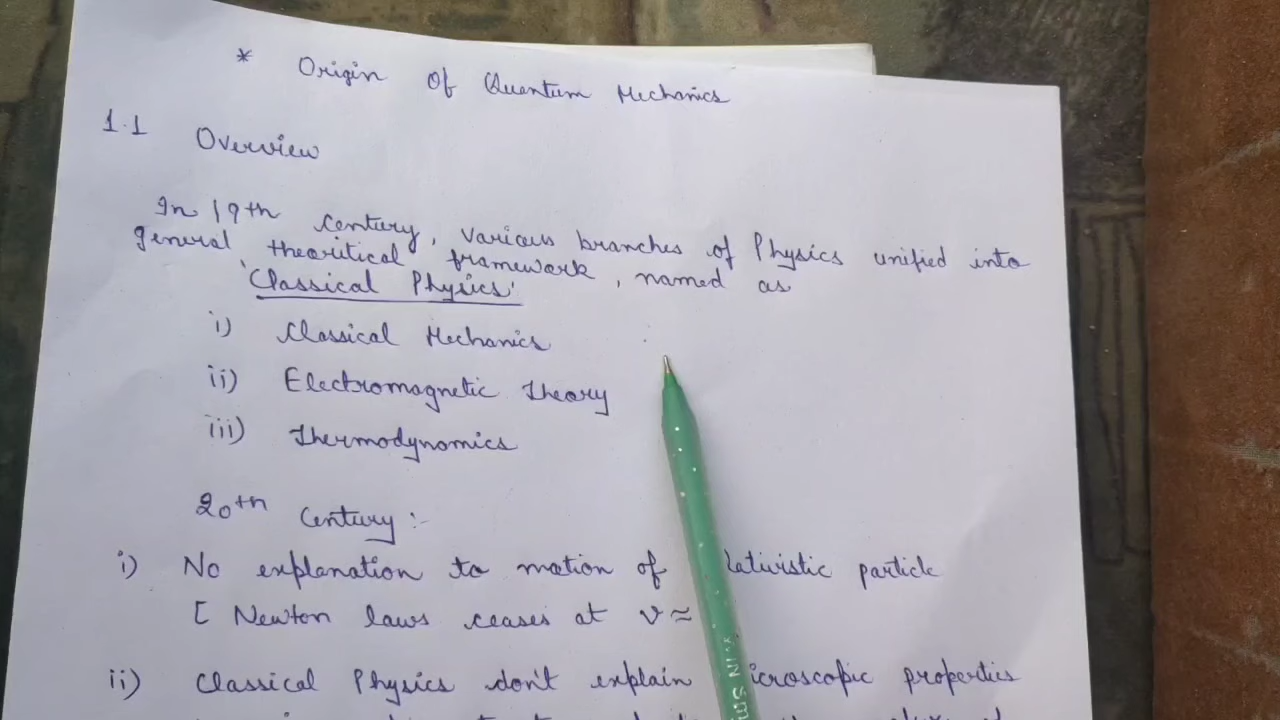 * Origin Of Quantum Mechanics
1.1 Overview
In 19th century, various branches of Physics unified into
general theoritical framework, named as
'Classical Physics'
i) Classical Mechanics
ii) Electromagnetic Theory
iii) Thermodynomics
20th Century :-
i) No explanation to motion of lativistic particle
[ Newton laws ceases at v ≈
ii) Classical Physics don't explain icroscopic properties